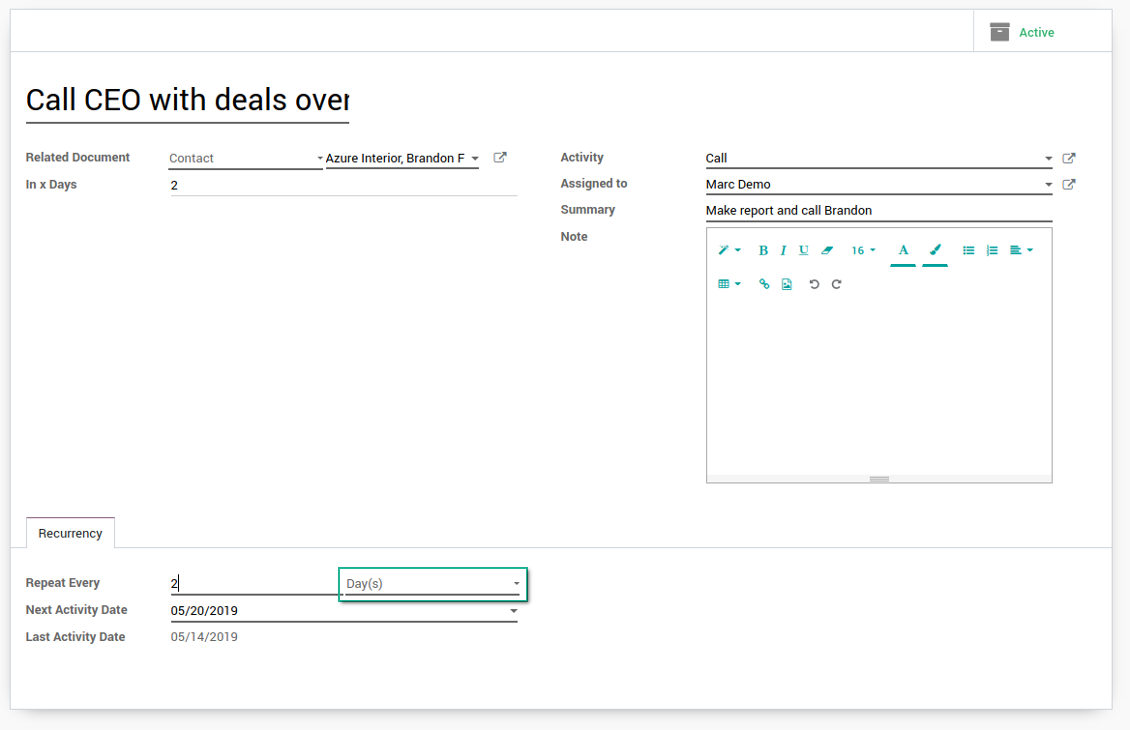 Active
Call CEO with deals over
Related Document Contact Azure Interior, Brandon F
In x Days 2
Activity Call
Assigned to Marc Demo
Summary Make report and call Brandon
Note
B I U 16 A
Recurrency
Repeat Every 2 Day(s)
Next Activity Date 05/20/2019
Last Activity Date 05/14/2019